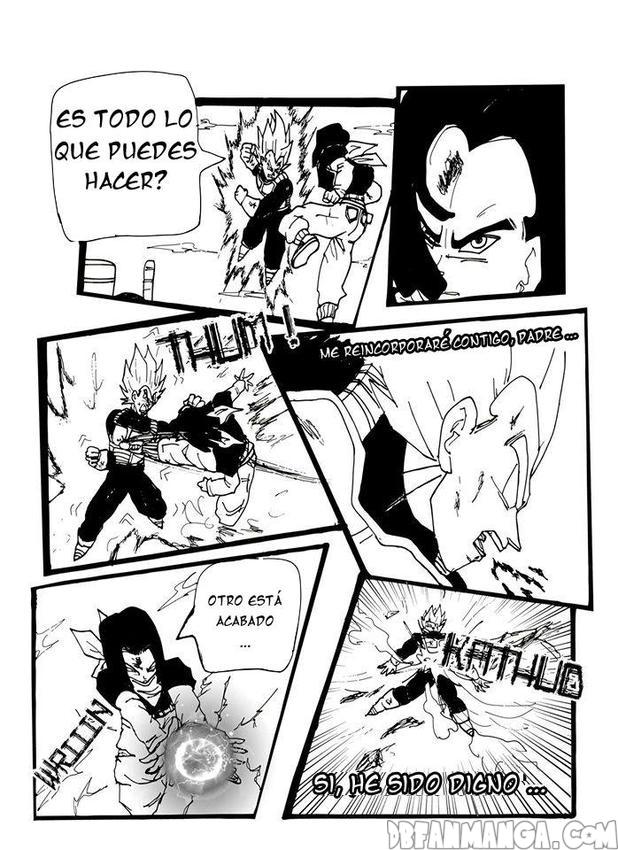 ES TODO LO
QUE PUEDES
HACER?
THUM!
ME REINCORPORARÉ CONTIGO, PADRE ...
OTRO ESTÁ
ACABADO
...
WRIIIN
KATHUD
SI, HE SIDO DIGNO ...
DBFANMANGA.COM